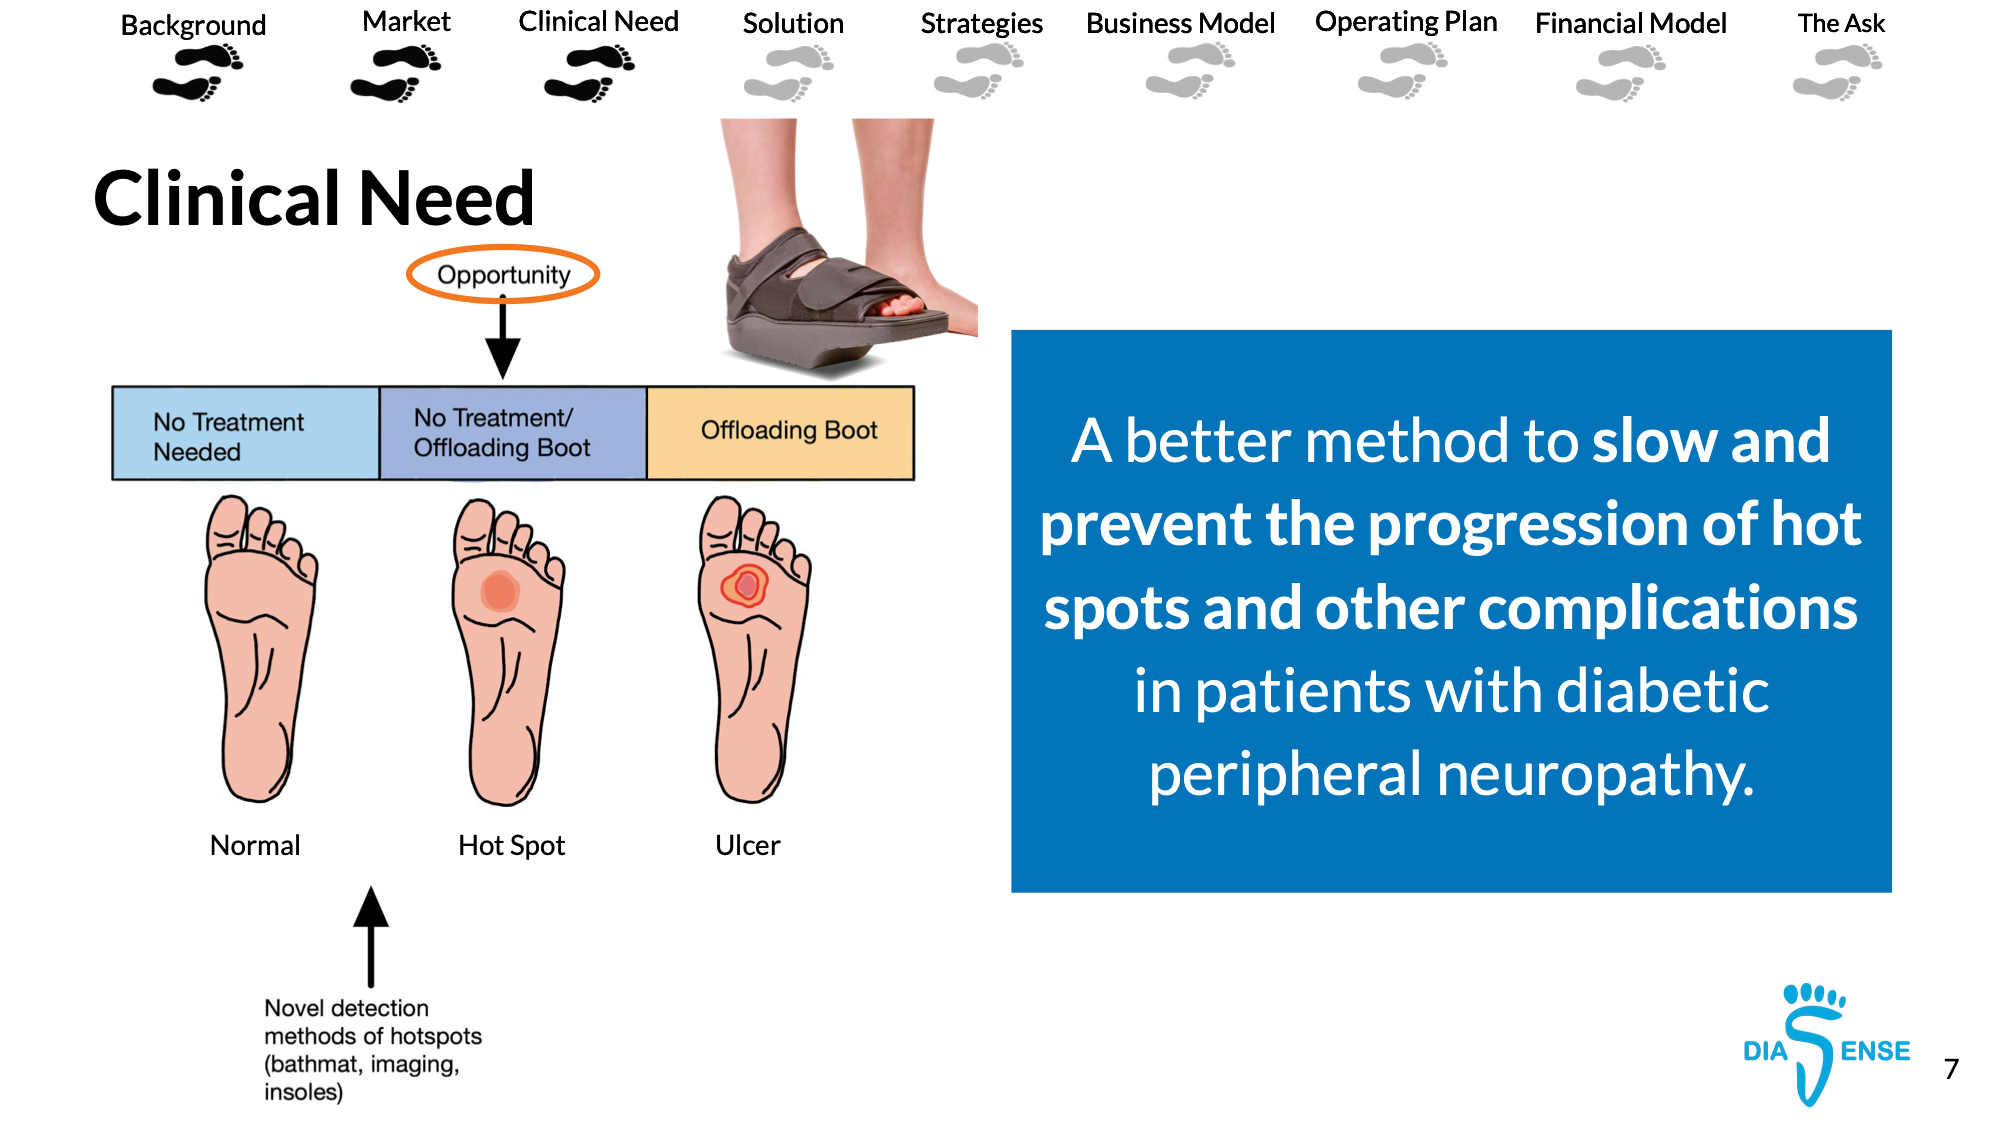 Background
Market
Clinical Need
Solution
Strategies
Business Model
Operating Plan
Financial Model
The Ask
Clinical Need
Opportunity
No Treatment
Needed
No Treatment/
Offloading Boot
Offloading Boot
Normal
Hot Spot
Ulcer
Novel detection
methods of hotspots
(bathmat, imaging,
insoles)
A better method to slow and
prevent the progression of hot
spots and other complications
in patients with diabetic
peripheral neuropathy.
DIASENSE
7